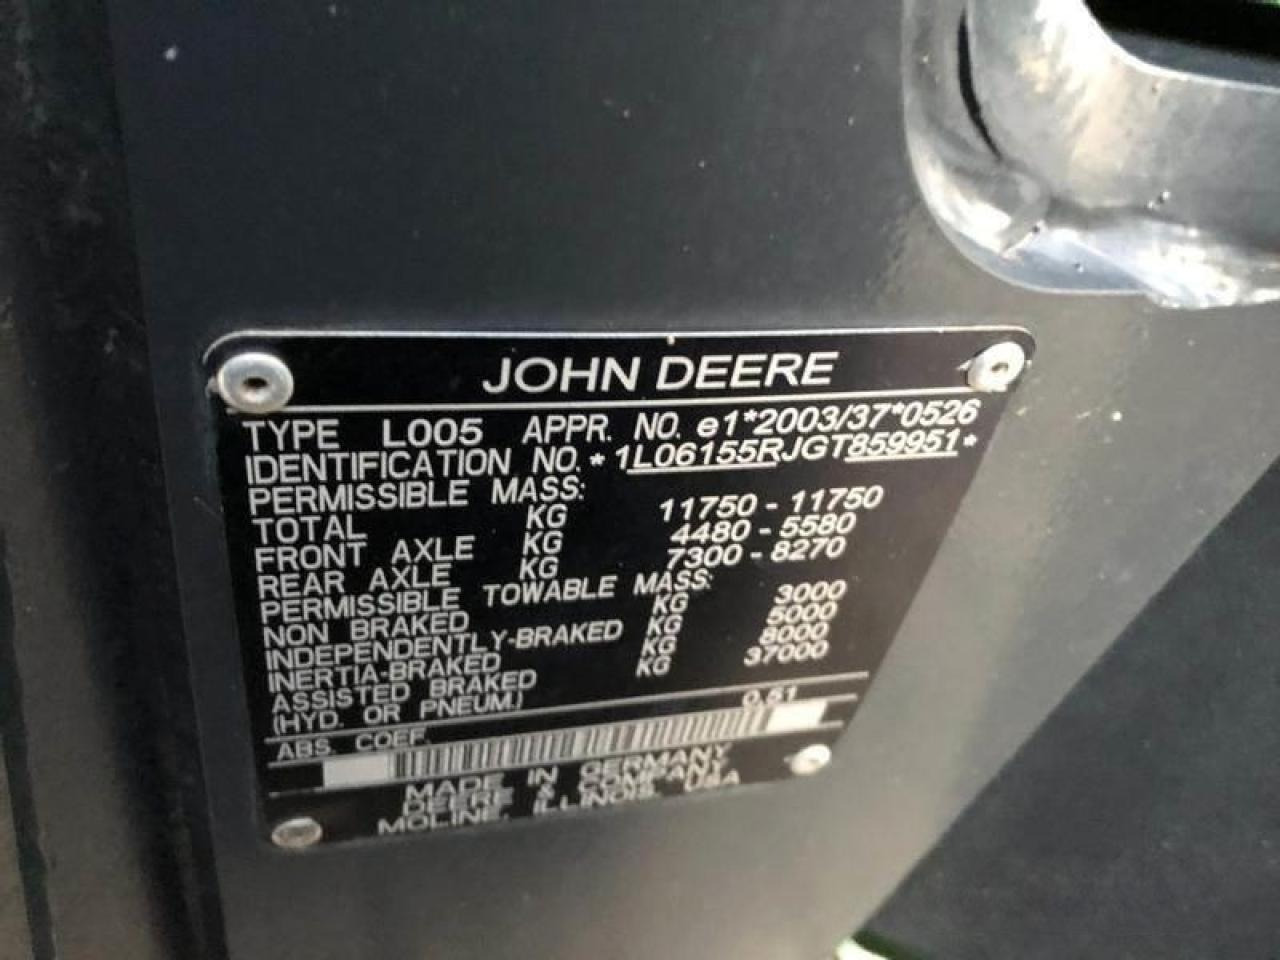 JOHN DEERE
TYPE L005 APPR. NO. e1*2003/37*0526
IDENTIFICATION NO. * 1L06155RJGT859951*
PERMISSIBLE MASS:
TOTAL KG 11750 - 11750
FRONT AXLE KG 4480 - 5580
REAR AXLE KG 7300 - 8270
PERMISSIBLE TOWABLE MASS:
NON BRAKED KG 3000
INDEPENDENTLY-BRAKED KG 5000
INERTIA-BRAKED KG 8000
ASSISTED BRAKED KG 37000
(HYD. OR PNEUM.)
ABS. COEF. 0,51
MADE IN GERMANY
DEERE & COMPANY
MOLINE, ILLINOIS, USA